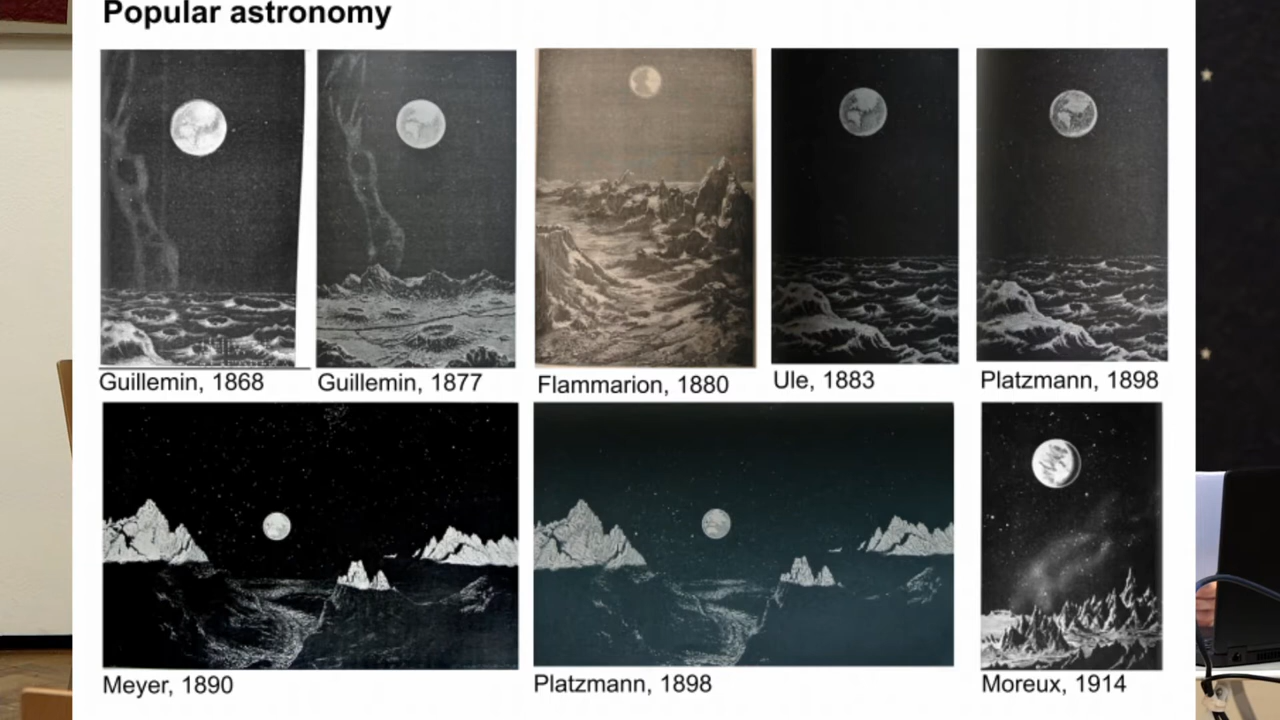 Popular astronomy
Guillemin, 1868
Guillemin, 1877
Flammarion, 1880
Ule, 1883
Platzmann, 1898
Meyer, 1890
Platzmann, 1898
Moreux, 1914